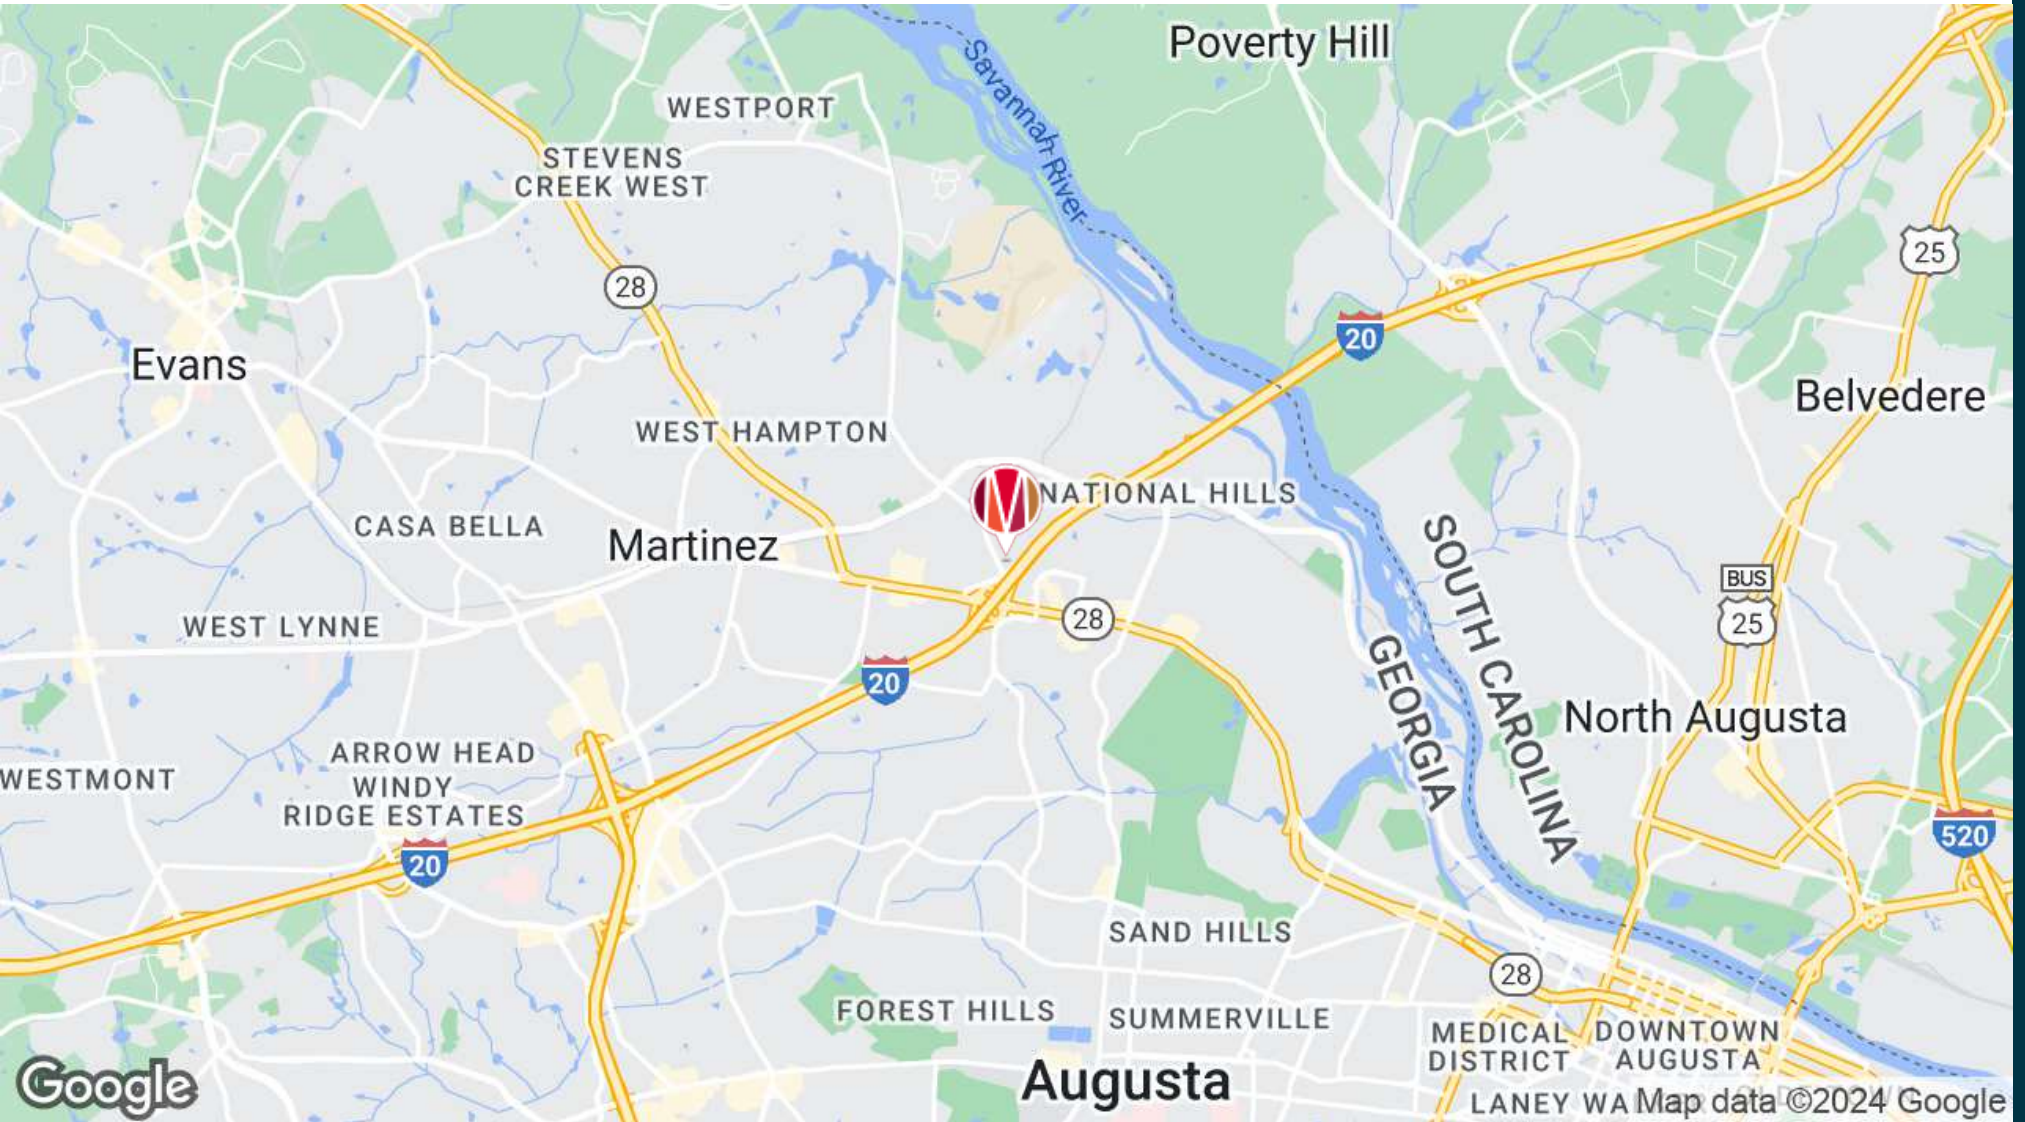 Poverty Hill
Savannah River
WESTPORT
STEVENS
CREEK WEST
25
28
20
Evans
Belvedere
WEST HAMPTON
M
NATIONAL HILLS
CASA BELLA
Martinez
SOUTH CAROLINA
BUS
25
WEST LYNNE
28
GEORGIA
20
North Augusta
ARROW HEAD
WINDY
RIDGE ESTATES
WESTMONT
520
20
SAND HILLS
28
FOREST HILLS
SUMMERVILLE
MEDICAL
DISTRICT
DOWNTOWN
AUGUSTA
Augusta
Google
LANEY WA
Map data ©2024 Google